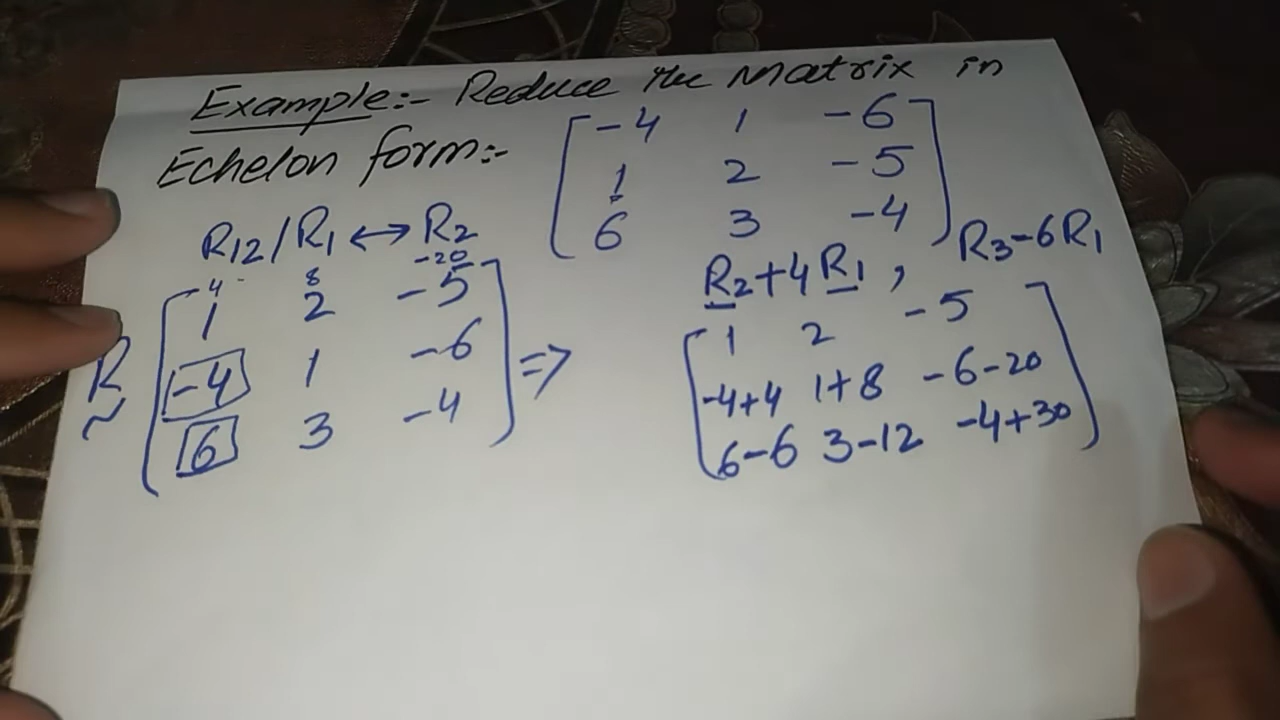 Example:- Reduce the Matrix in
Echelon form:-
[ -4 1 -6
1 2 -5
6 3 -4 ]
R12/R1 ↔ R2
-4 8 -20
R ~ [ 1 2 -5
-4 1 -6
6 3 -4 ] ⇒
R2+4R1, R3-6R1
[ 1 2 -5
-4+4 1+8 -6-20
6-6 3-12 -4+30 ]